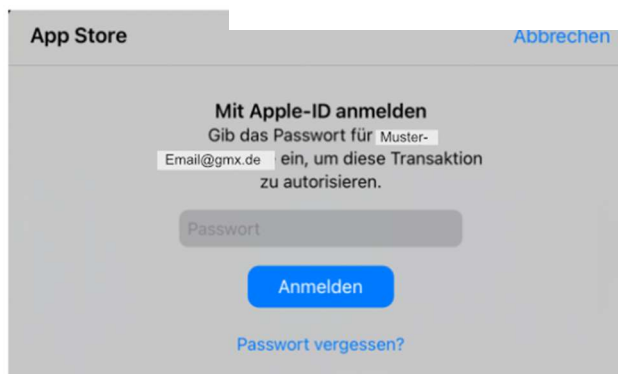 App Store
Abbrechen
Mit Apple-ID anmelden
Gib das Passwort für Muster-
Email@gmx.de ein, um diese Transaktion
zu autorisieren.
Passwort
Anmelden
Passwort vergessen?